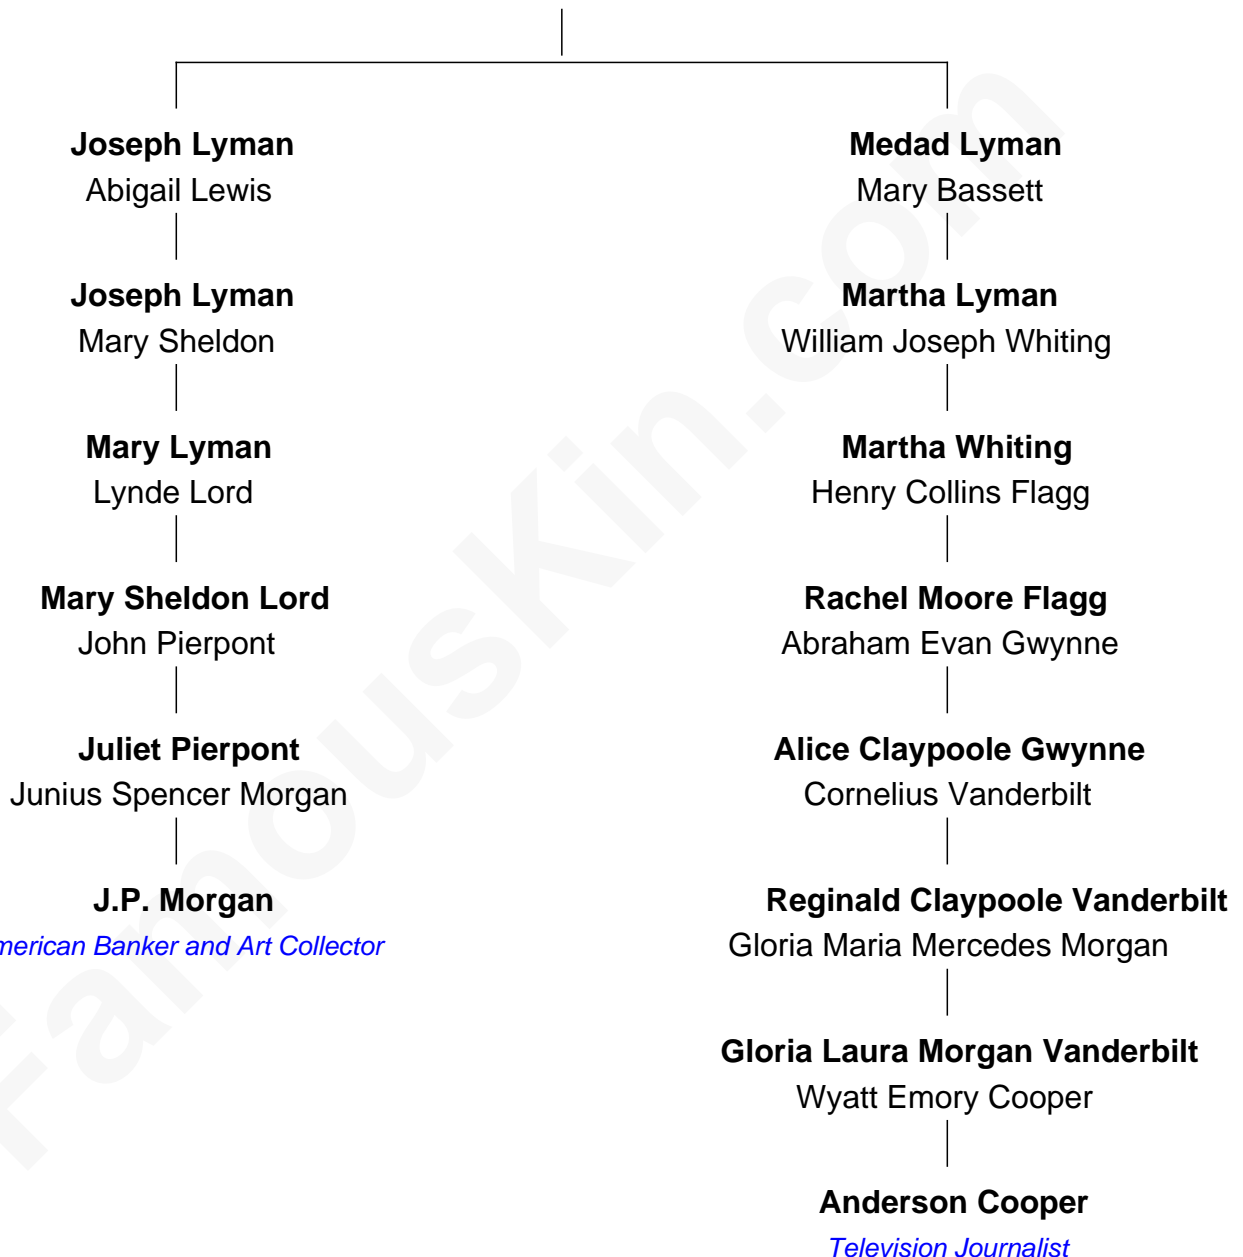 Joseph Lyman
Abigail Lewis
Joseph Lyman
Mary Sheldon
Mary Lyman
Lynde Lord
Mary Sheldon Lord
John Pierpont
Juliet Pierpont
Junius Spencer Morgan
J.P. Morgan
merican Banker and Art Collector
Medad Lyman
Mary Bassett
Martha Lyman
William Joseph Whiting
Martha Whiting
Henry Collins Flagg
Rachel Moore Flagg
Abraham Evan Gwynne
Alice Claypoole Gwynne
Cornelius Vanderbilt
Reginald Claypoole Vanderbilt
Gloria Maria Mercedes Morgan
Gloria Laura Morgan Vanderbilt
Wyatt Emory Cooper
Anderson Cooper
Television Journalist
FamousKin.com